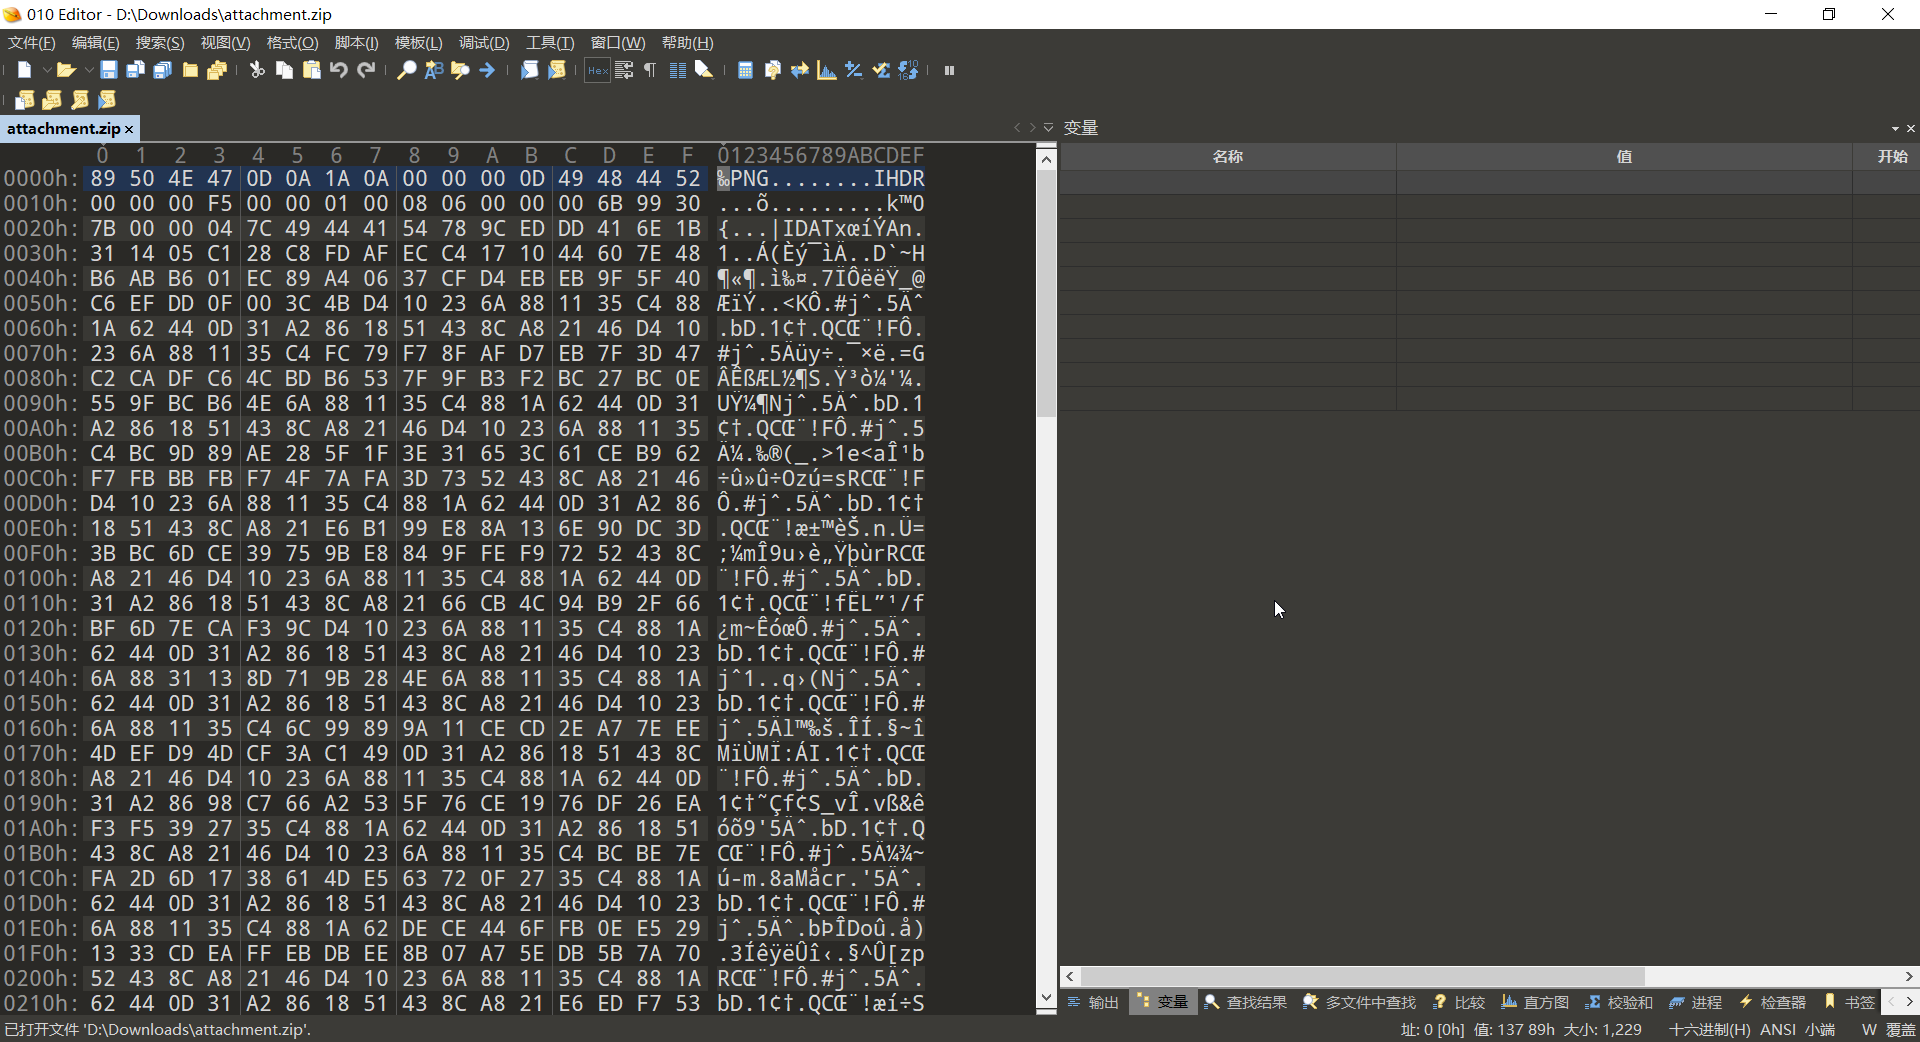 010 Editor - D:\Downloads\attachment.zip
文件(F) 编辑(E) 搜索(S) 视图(V) 格式(O) 脚本(I) 模板(L) 调试(D) 工具(T) 窗口(W) 帮助(H)
attachment.zip
变量
0 1 2 3 4 5 6 7 8 9 A B C D E F 0123456789ABCDEF
名称 值 开始
0000h: 89 50 4E 47 0D 0A 1A 0A 00 00 00 0D 49 48 44 52 ‰PNG........IHDR
0010h: 00 00 00 F5 00 00 01 00 08 06 00 00 00 6B 99 30 ...õ.........k™0
0020h: 7B 00 00 04 7C 49 44 41 54 78 9C ED DD 41 6E 1B {...|IDATxœíÝAn.
0030h: 31 14 05 C1 28 C8 FD AF EC C4 17 10 44 60 7E 48 1..Á(Èý¯ìÄ..D`~H
0040h: B6 AB B6 01 EC 89 A4 06 37 CF D4 EB EB 9F 5F 40 ¶«¶.ì‰¤.7ÏÔëëŸ_@
0050h: C6 EF DD 0F 00 3C 4B D4 10 23 6A 88 11 35 C4 88 ÆïÝ..<KÔ.#jˆ.5Äˆ
0060h: 1A 62 44 0D 31 A2 86 18 51 43 8C A8 21 46 D4 10 .bD.1¢†.QCŒ¨!FÔ.
0070h: 23 6A 88 11 35 C4 FC 79 F7 8F AF D7 EB 7F 3D 47 #jˆ.5Äüy÷.¯×ë.=G
0080h: C2 CA DF C6 4C BD B6 53 7F 9F B3 F2 BC 27 BC 0E ÂÊßÆL½¶S.Ÿ³ò¼'¼.
0090h: 55 9F BC B6 4E 6A 88 11 35 C4 88 1A 62 44 0D 31 UŸ¼¶Njˆ.5Äˆ.bD.1
00A0h: A2 86 18 51 43 8C A8 21 46 D4 10 23 6A 88 11 35 ¢†.QCŒ¨!FÔ.#jˆ.5
00B0h: C4 BC 9D 89 AE 28 5F 1F 3E 31 65 3C 61 CE B9 62 Ä¼.‰®(_.>1e<aÎ¹b
00C0h: F7 FB BB FB F7 4F 7A FA 3D 73 52 43 8C A8 21 46 ÷û»û÷Ozú=sRCŒ¨!F
00D0h: D4 10 23 6A 88 11 35 C4 88 1A 62 44 0D 31 A2 86 Ô.#jˆ.5Äˆ.bD.1¢†
00E0h: 18 51 43 8C A8 21 E6 B1 99 E8 8A 13 6E 90 DC 3D .QCŒ¨!æ±™èŠ.n.Ü=
00F0h: 3B BC 6D CE 39 75 9B E8 84 9F FE F9 72 52 43 8C ;¼mÎ9u›è„ŸþùrRCŒ
0100h: A8 21 46 D4 10 23 6A 88 11 35 C4 88 1A 62 44 0D ¨!FÔ.#jˆ.5Äˆ.bD.
0110h: 31 A2 86 18 51 43 8C A8 21 66 CB 4C 94 B9 2F 66 1¢†.QCŒ¨!fËL”¹/f
0120h: BF 6D 7E CA F3 9C D4 10 23 6A 88 11 35 C4 88 1A ¿m~ÊóœÔ.#jˆ.5Äˆ.
0130h: 62 44 0D 31 A2 86 18 51 43 8C A8 21 46 D4 10 23 bD.1¢†.QCŒ¨!FÔ.#
0140h: 6A 88 31 13 8D 71 9B 28 4E 6A 88 11 35 C4 88 1A jˆ1..q›(Njˆ.5Äˆ.
0150h: 62 44 0D 31 A2 86 18 51 43 8C A8 21 46 D4 10 23 bD.1¢†.QCŒ¨!FÔ.#
0160h: 6A 88 11 35 C4 6C 99 89 9A 11 CE CD 2E A7 7E EE jˆ.5Äl™‰š.ÎÍ.§~î
0170h: 4D EF D9 4D CF 3A C1 49 0D 31 A2 86 18 51 43 8C MïÙMÏ:ÁI.1¢†.QCŒ
0180h: A8 21 46 D4 10 23 6A 88 11 35 C4 88 1A 62 44 0D ¨!FÔ.#jˆ.5Äˆ.bD.
0190h: 31 A2 86 98 C7 66 A2 53 5F 76 CE 19 76 DF 26 EA 1¢†˜Çf¢S_vÎ.vß&ê
01A0h: F3 F5 39 27 35 C4 88 1A 62 44 0D 31 A2 86 18 51 óõ9'5Äˆ.bD.1¢†.Q
01B0h: 43 8C A8 21 46 D4 10 23 6A 88 11 35 C4 BC BE 7E CŒ¨!FÔ.#jˆ.5Ä¼¾~
01C0h: FA 2D 6D 17 38 61 4D E5 63 72 0F 27 35 C4 88 1A ú-m.8aMåcr.'5Äˆ.
01D0h: 62 44 0D 31 A2 86 18 51 43 8C A8 21 46 D4 10 23 bD.1¢†.QCŒ¨!FÔ.#
01E0h: 6A 88 11 35 C4 88 1A 62 DE CE 44 6F FB 0E E5 29 jˆ.5Äˆ.bÞÎDoû.å)
01F0h: 13 33 CD EA FF EB DB EE 8B 07 A7 5E DB 5B 7A 70 .3ÍêÿëÛî‹.§^Û[zp
0200h: 52 43 8C A8 21 46 D4 10 23 6A 88 11 35 C4 88 1A RCŒ¨!FÔ.#jˆ.5Äˆ.
0210h: 62 44 0D 31 A2 86 18 51 43 8C A8 21 E6 ED F7 53 bD.1¢†.QCŒ¨!æí÷S
输出 变量 查找结果 多文件中查找 比较 直方图 校验和 进程 检查器 书签
已打开文件 'D:\Downloads\attachment.zip'. 址: 0 [0h] 值: 137 89h 大小: 1,229 十六进制(H) ANSI 小端 W 覆盖